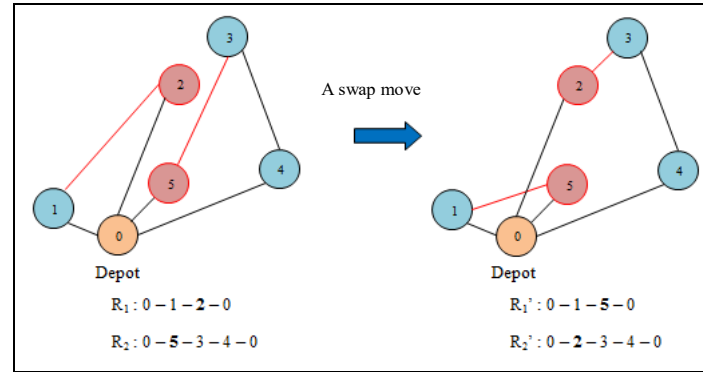 3
2
5
4
1
0
Depot
R₁ : 0 – 1 – 2 – 0
R₂ : 0 – 5 – 3 – 4 – 0
A swap move
3
2
4
5
1
0
Depot
R₁’ : 0 – 1 – 5 – 0
R₂’ : 0 – 2 – 3 – 4 – 0